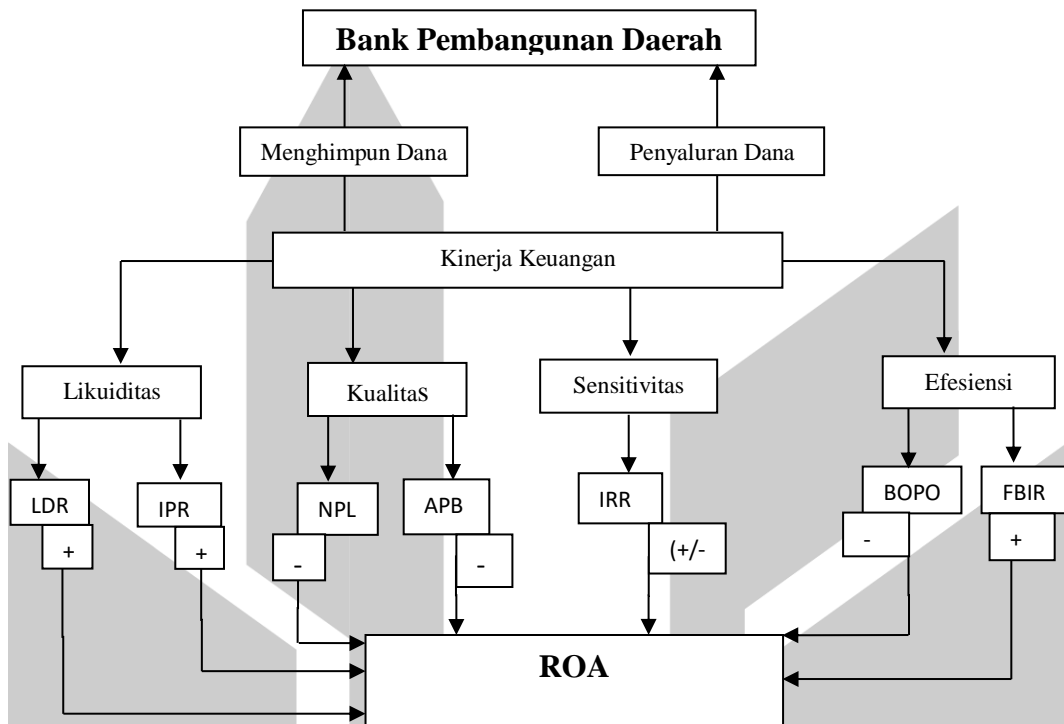 Bank Pembangunan Daerah
Menghimpun Dana
Penyaluran Dana
Kinerja Keuangan
Likuiditas
Kualitas
Sensitivitas
Efesiensi
LDR
IPR
NPL
APB
IRR
BOPO
FBIR
+
+
-
-
(+/-
-
+
ROA